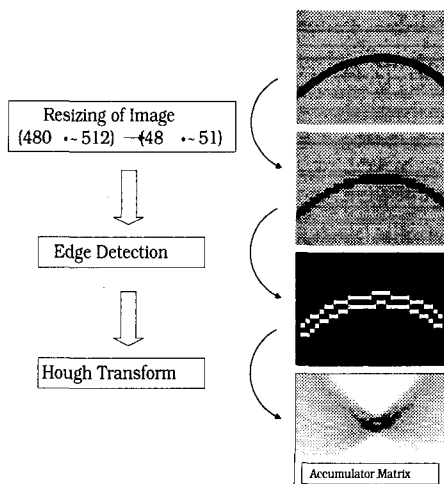 Resizing of Image
(480 •~ 512) → (48 •~ 51)
Edge Detection
Hough Transform
Accumulator Matrix